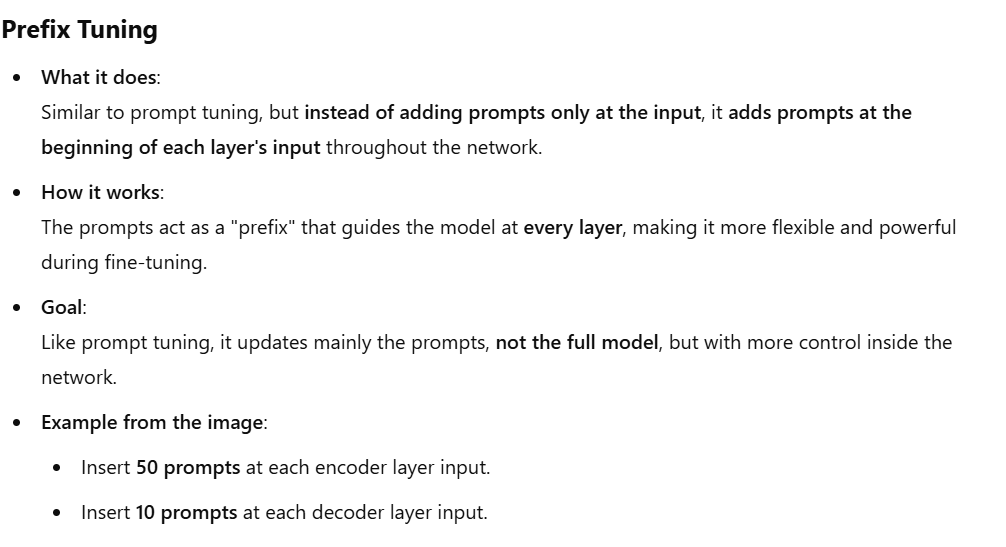 Prefix Tuning
What it does:
Similar to prompt tuning, but instead of adding prompts only at the input, it adds prompts at the
beginning of each layer's input throughout the network.
How it works:
The prompts act as a "prefix" that guides the model at every layer, making it more flexible and powerful
during fine-tuning.
Goal:
Like prompt tuning, it updates mainly the prompts, not the full model, but with more control inside the
network.
Example from the image:
Insert 50 prompts at each encoder layer input.
Insert 10 prompts at each decoder layer input.